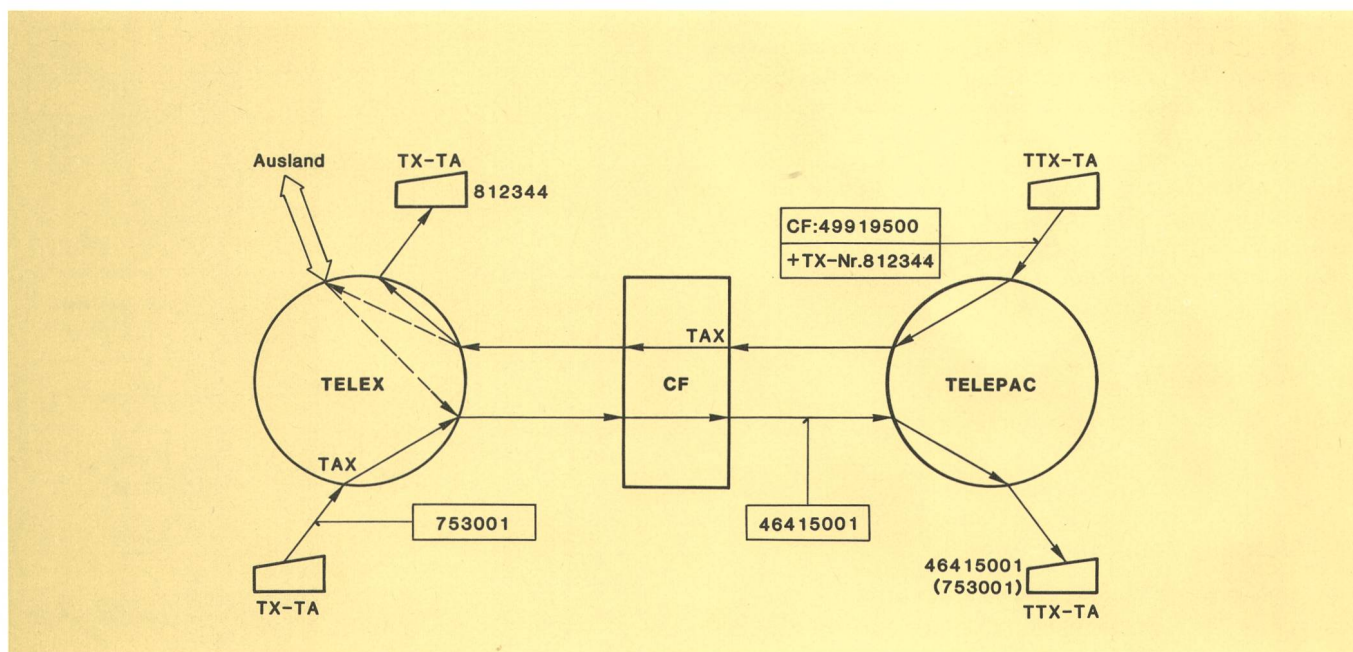 Ausland
TX-TA
812344
TTX-TA
CF:49919500
+TX-Nr.812344
TAX
TELEX
CF
TELEPAC
TAX
753001
46415001
TX-TA
46415001
(753001)
TTX-TA